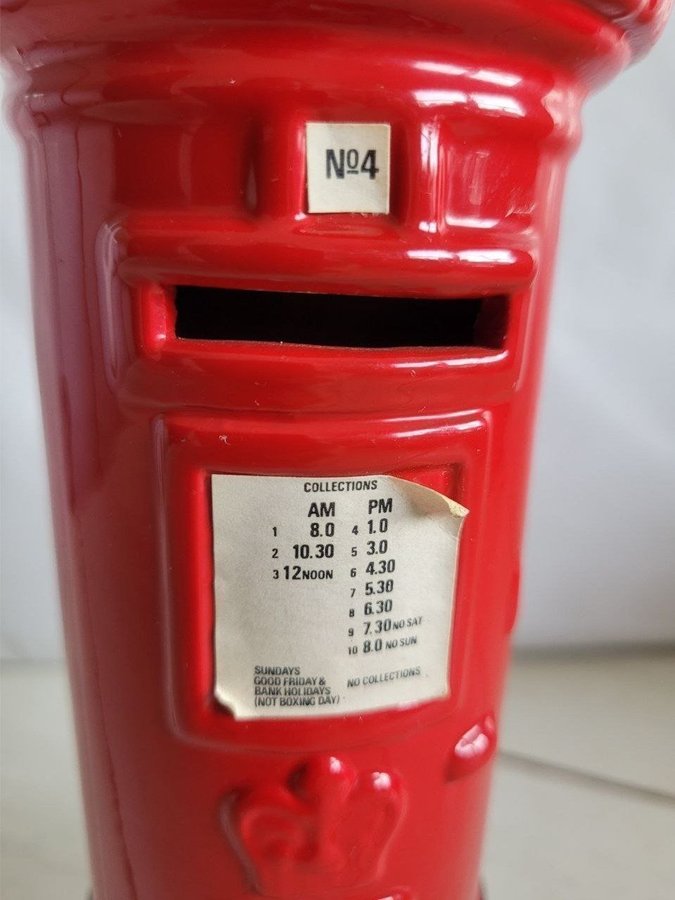 Nº4
COLLECTIONS
AM PM
1 8.0 4 1.0
2 10.30 5 3.0
3 12 NOON 6 4.30
7 5.30
8 6.30
9 7.30 NO SAT
10 8.0 NO SUN
SUNDAYS
GOOD FRIDAY & NO COLLECTIONS
BANK HOLIDAYS
(NOT BOXING DAY)